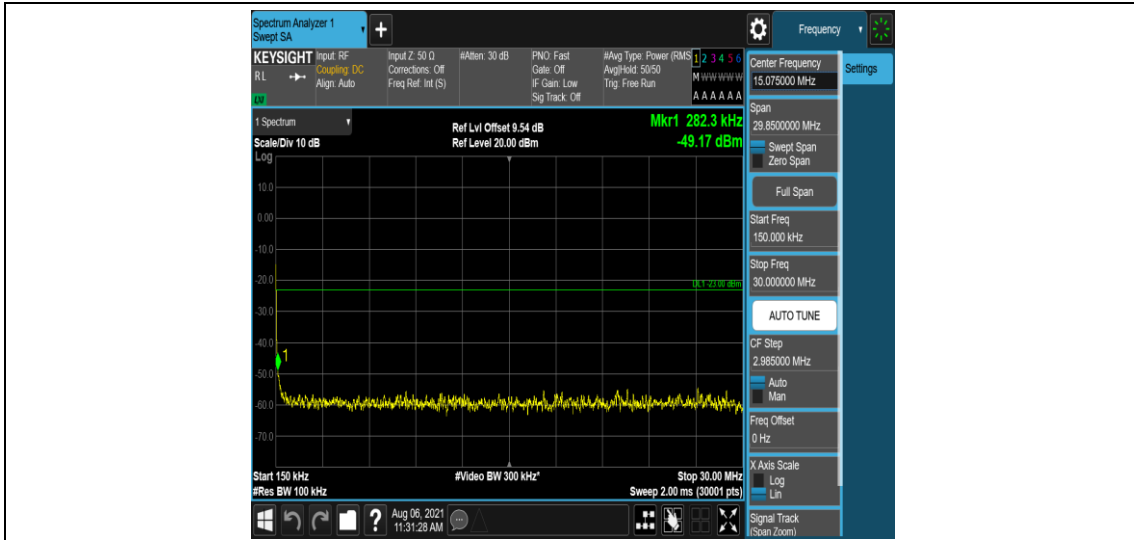 Spectrum Analyzer 1
Swept SA
+
Frequency
KEYSIGHT
R L
LXI
Input: RF
Coupling: DC
Align: Auto
Input Z: 50 Ω
Corrections: Off
Freq Ref: Int (S)
#Atten: 30 dB
PNO: Fast
Gate: Off
IF Gain: Low
Sig Track: Off
#Avg Type: Power (RMS
Avg|Hold: 50/50
Trig: Free Run
1 2 3 4 5 6
M W W W W W
A A A A A A
1 Spectrum
Scale/Div 10 dB
Log
Ref Lvl Offset 9.54 dB
Ref Level 20.00 dBm
Mkr1 282.3 kHz
-49.17 dBm
10.0
0.00
-10.0
-20.0
DL1 -23.00 dBm
-30.0
-40.0
1
-50.0
-60.0
-70.0
Start 150 kHz
#Res BW 100 kHz
#Video BW 300 kHz*
Stop 30.00 MHz
Sweep 2.00 ms (30001 pts)
Center Frequency
15.075000 MHz
Settings
Span
29.8500000 MHz
Swept Span
Zero Span
Full Span
Start Freq
150.000 kHz
Stop Freq
30.000000 MHz
AUTO TUNE
CF Step
2.985000 MHz
Auto
Man
Freq Offset
0 Hz
X Axis Scale
Log
Lin
Signal Track
(Span Zoom)
?
Aug 06, 2021
11:31:28 AM